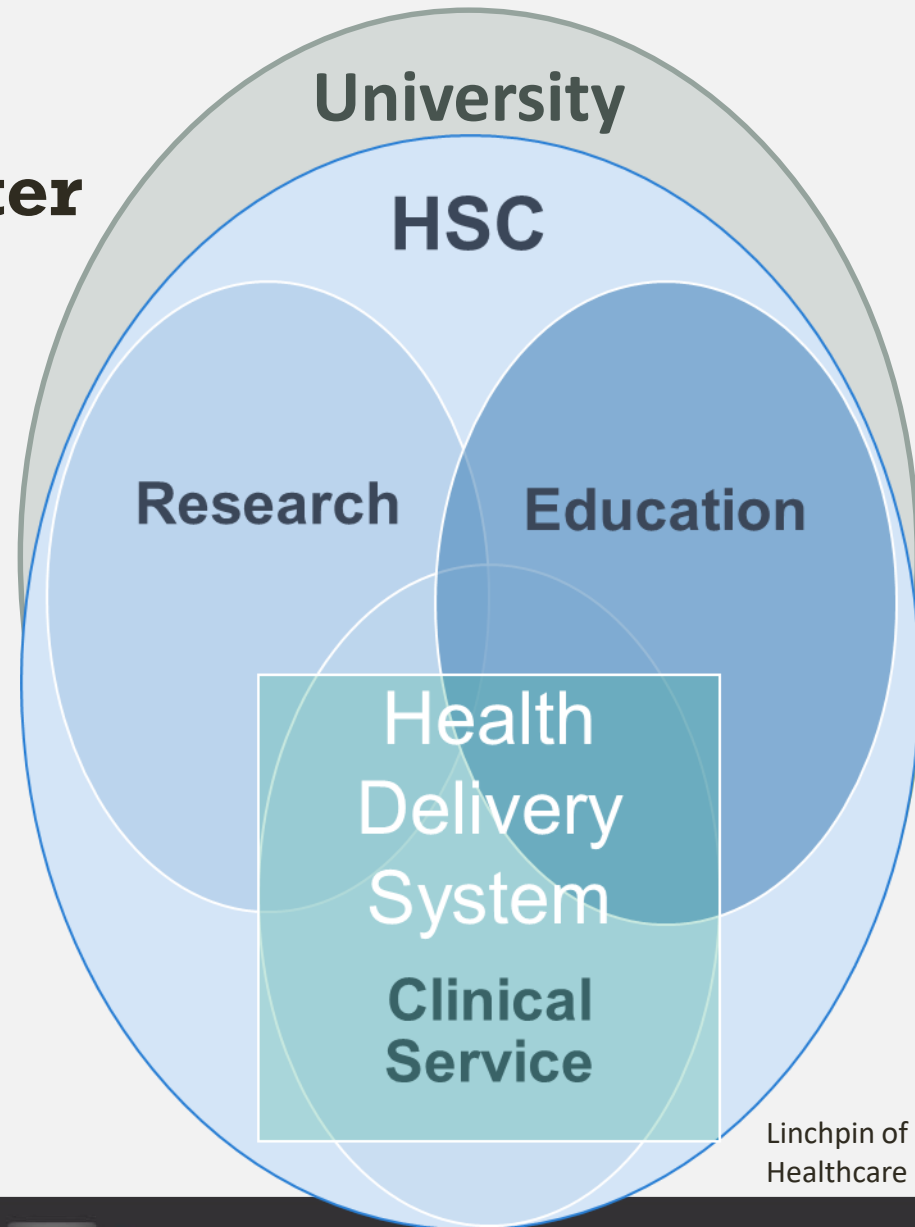 University
ter
HSC
Research
Education
Health
Delivery
System
Clinical
Service
Linchpin of
Healthcare